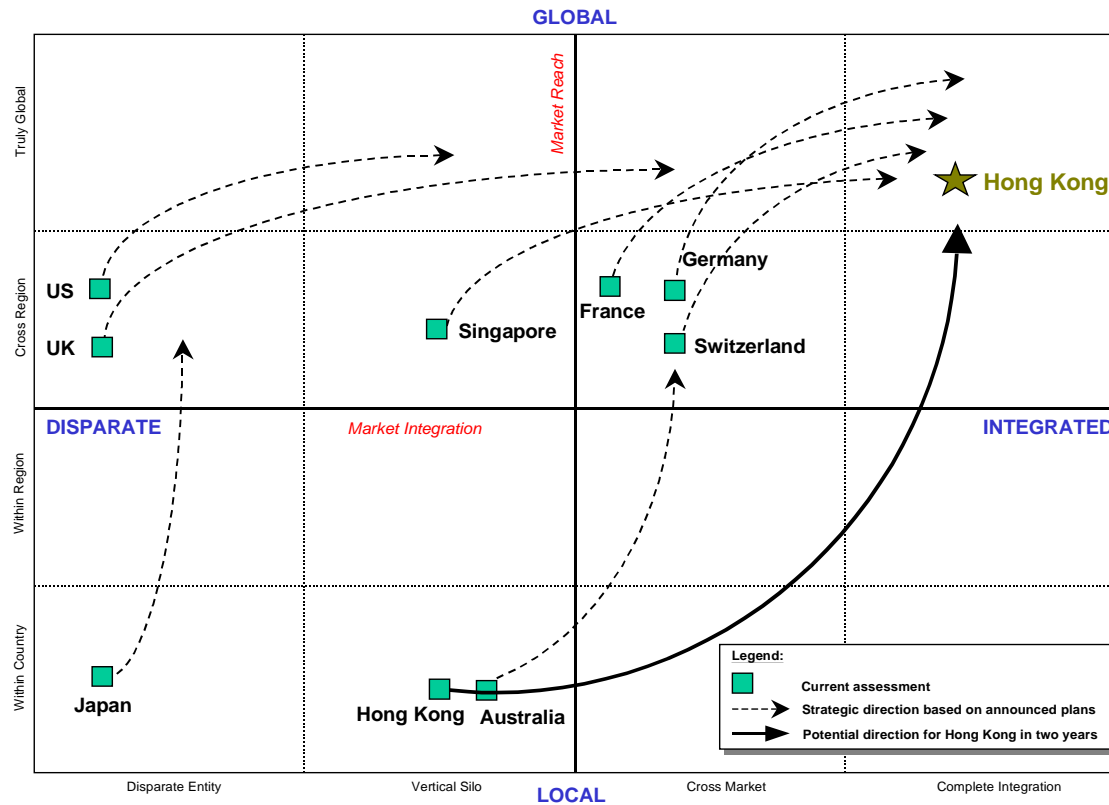 GLOBAL
Truly Global
Market Reach
Hong Kong
Cross Region
US
UK
Singapore
France
Germany
Switzerland
DISPARATE
Market Integration
INTEGRATED
Within Region
Within Country
Japan
Hong Kong
Australia
Legend:
Current assessment
Strategic direction based on announced plans
Potential direction for Hong Kong in two years
Disparate Entity
Vertical Silo
Cross Market
Complete Integration
LOCAL